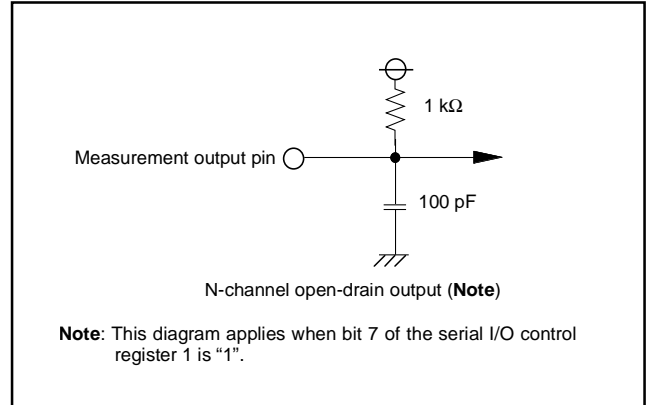 1 kΩ
Measurement output pin
100 pF
N-channel open-drain output (Note)
Note: This diagram applies when bit 7 of the serial I/O control
register 1 is “1”.